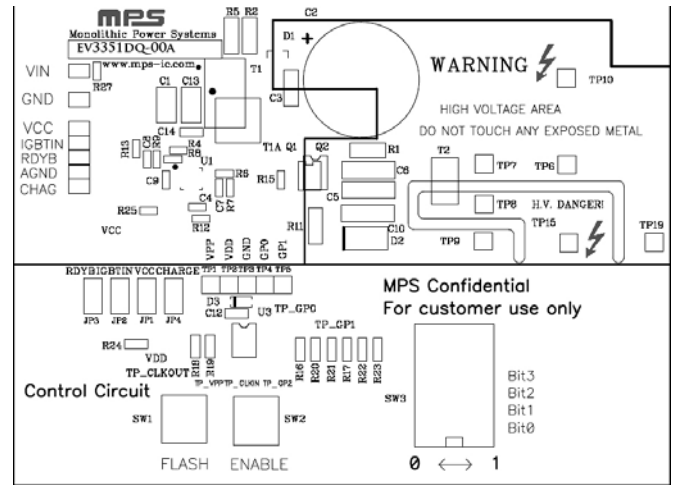 mps
Monolithic Power Systems
EV3351DQ-00A
www.mps-ic.com
R5 R2
C2
D1 +
T1
C3
VIN
R27
GND
C1 C13
WARNING
TP10
HIGH VOLTAGE AREA
DO NOT TOUCH ANY EXPOSED METAL
VCC
IGBTIN
RDYB
AGND
CHAG
C14
R13
C8
R9
R4
R8
U1
C9
T1A Q1 Q2
R1
T2
R6
R15
C6
C5
TP7 TP6
C7
R7
C4
R25
R12
R11
C10
D2
TP8 H.V. DANGER!
TP9
TP15
TP19
VCC
VPP VDD GND GP0 GP1
RDYB IGBTIN VCC CHARGE TP1 TP2 TP3 TP4 TP5
JP3 JP2 JP1 JP4
D3
C12
U3
TP_GP0
MPS Confidential
For customer use only
TP_GP1
R24
VDD
TP_CLKOUT
R18
R19
R16 R20 R21 R17 R22 R23
TP_VPP TP_CLKIN TP_GP2
Control Circuit
SW1
SW2
SW3
Bit3
Bit2
Bit1
Bit0
FLASH ENABLE
0 ↔ 1